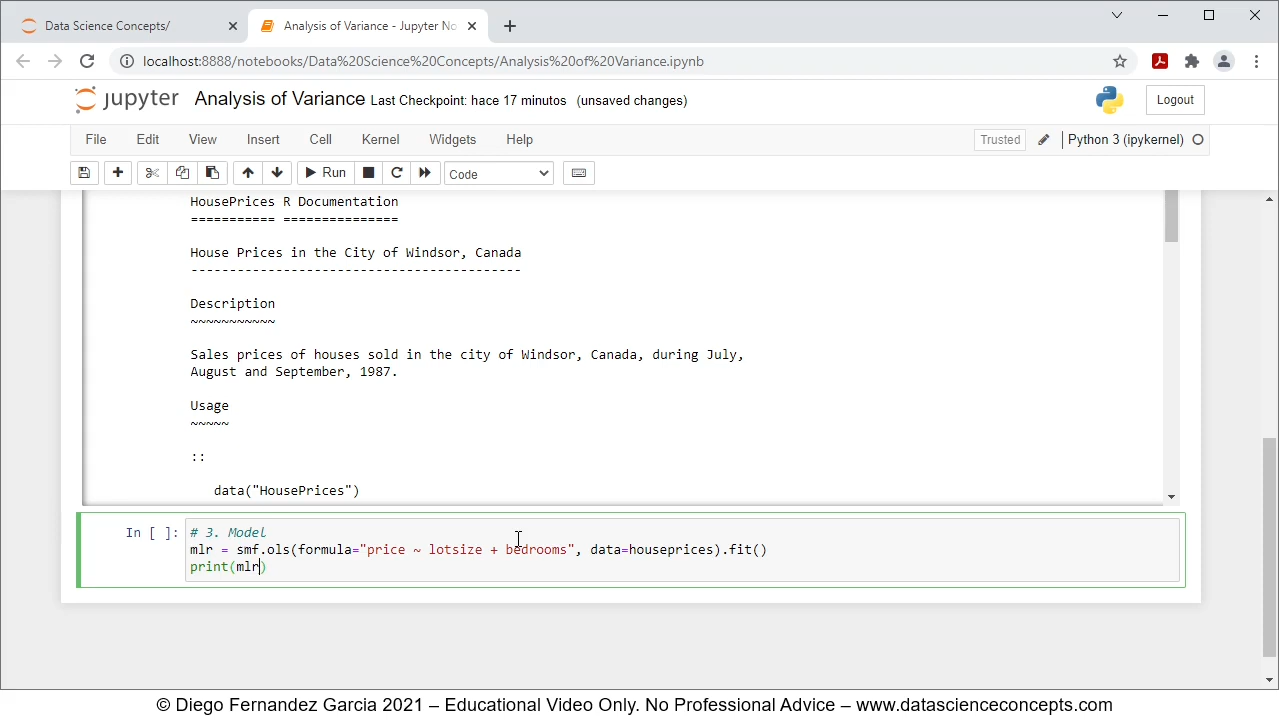 Data Science Concepts/
Analysis of Variance - Jupyter No
localhost:8888/notebooks/Data%20Science%20Concepts/Analysis%20of%20Variance.ipynb
jupyter Analysis of Variance Last Checkpoint: hace 17 minutos (unsaved changes)
Logout
File Edit View Insert Cell Kernel Widgets Help
Trusted
Python 3 (ipykernel)
Run
Code
HousePrices R Documentation
=========== ===============
House Prices in the City of Windsor, Canada
-------------------------------------------
Description
~~~~~~~~~~~
Sales prices of houses sold in the city of Windsor, Canada, during July,
August and September, 1987.
Usage
~~~~~
::
data("HousePrices")
In [ ]: # 3. Model
mlr = smf.ols(formula="price ~ lotsize + bedrooms", data=houseprices).fit()
print(mlr)
© Diego Fernandez Garcia 2021 – Educational Video Only. No Professional Advice – www.datascienceconcepts.com